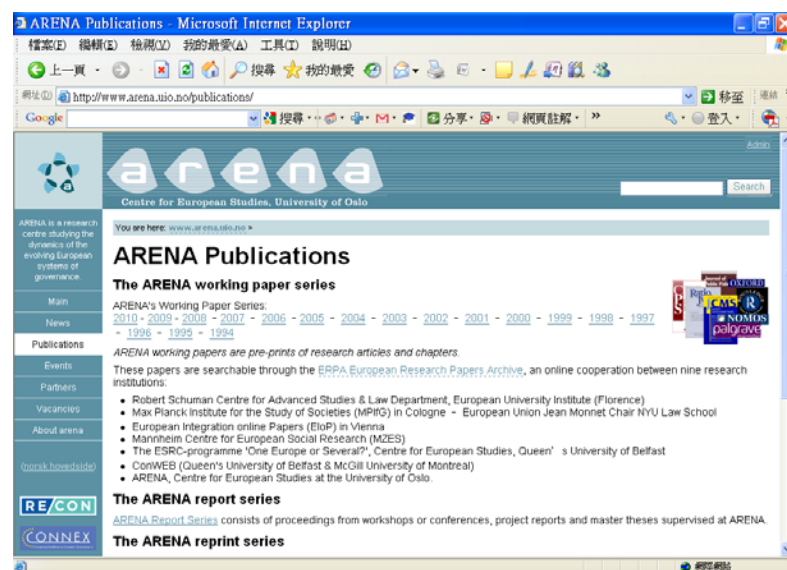 ARENA Publications - Microsoft Internet Explorer
檔案(F) 編輯(E) 檢視(V) 我的最愛(A) 工具(T) 說明(H)
上一頁 搜尋 我的最愛
網址(D) http://www.arena.uio.no/publications/ 移至 連結
Google 搜尋 分享 網頁註解 » 登入
Admin
arena
Centre for European Studies, University of Oslo
Search
ARENA is a research
centre studying the
dynamics of the
evolving European
systems of
governance.
Main
News
Publications
Events
Partners
Vacancies
About arena
(norsk hovedside)
RE/CON
CONNEX
You are here: www.arena.uio.no >
ARENA Publications
The ARENA working paper series
ARENA's Working Paper Series:
2010 - 2009 - 2008 - 2007 - 2006 - 2005 - 2004 - 2003 - 2002 - 2001 - 2000 - 1999 - 1998 - 1997
- 1996 - 1995 - 1994
ARENA working papers are pre-prints of research articles and chapters.
These papers are searchable through the ERPA European Research Papers Archive, an online cooperation between nine research
institutions:
• Robert Schuman Centre for Advanced Studies & Law Department, European University Institute (Florence)
• Max Planck Institute for the Study of Societies (MPIfG) in Cologne - European Union Jean Monnet Chair NYU Law School
• European Integration online Papers (EIoP) in Vienna
• Mannheim Centre for European Social Research (MZES)
• The ESRC-programme 'One Europe or Several?', Centre for European Studies, Queen's University of Belfast
• ConWEB (Queen's University of Belfast & McGill University of Montreal)
• ARENA, Centre for European Studies at the University of Oslo.
The ARENA report series
ARENA Report Series consists of proceedings from workshops or conferences, project reports and master theses supervised at ARENA.
The ARENA reprint series
OXFORD
JCMS
R
NOMOS
palgrave
網際網路